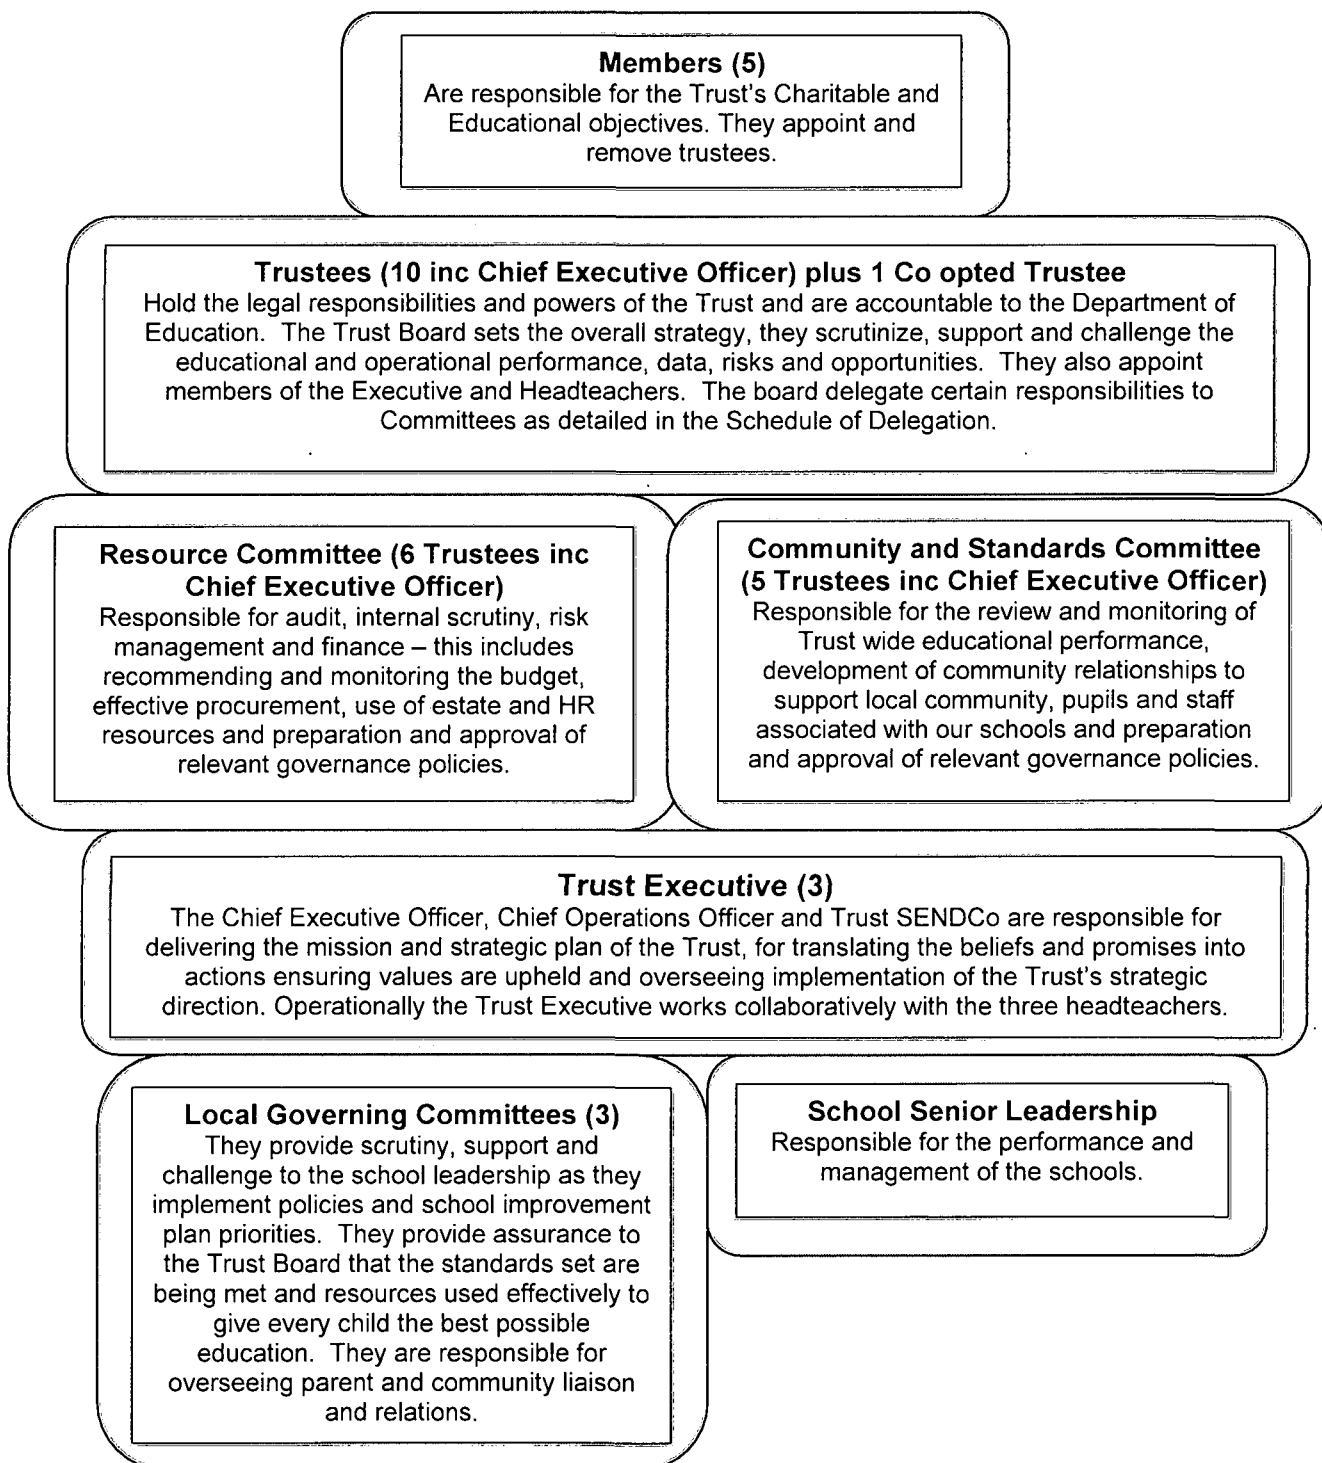 Members (5)
Are responsible for the Trust's Charitable and
Educational objectives. They appoint and
remove trustees.
Trustees (10 inc Chief Executive Officer) plus 1 Co opted Trustee
Hold the legal responsibilities and powers of the Trust and are accountable to the Department of
Education. The Trust Board sets the overall strategy, they scrutinize, support and challenge the
educational and operational performance, data, risks and opportunities. They also appoint
members of the Executive and Headteachers. The board delegate certain responsibilities to
Committees as detailed in the Schedule of Delegation.
Resource Committee (6 Trustees inc
Chief Executive Officer)
Responsible for audit, internal scrutiny, risk
management and finance – this includes
recommending and monitoring the budget,
effective procurement, use of estate and HR
resources and preparation and approval of
relevant governance policies.
Community and Standards Committee
(5 Trustees inc Chief Executive Officer)
Responsible for the review and monitoring of
Trust wide educational performance,
development of community relationships to
support local community, pupils and staff
associated with our schools and preparation
and approval of relevant governance policies.
Trust Executive (3)
The Chief Executive Officer, Chief Operations Officer and Trust SENDCo are responsible for
delivering the mission and strategic plan of the Trust, for translating the beliefs and promises into
actions ensuring values are upheld and overseeing implementation of the Trust's strategic
direction. Operationally the Trust Executive works collaboratively with the three headteachers.
Local Governing Committees (3)
They provide scrutiny, support and
challenge to the school leadership as they
implement policies and school improvement
plan priorities. They provide assurance to
the Trust Board that the standards set are
being met and resources used effectively to
give every child the best possible
education. They are responsible for
overseeing parent and community liaison
and relations.
School Senior Leadership
Responsible for the performance and
management of the schools.